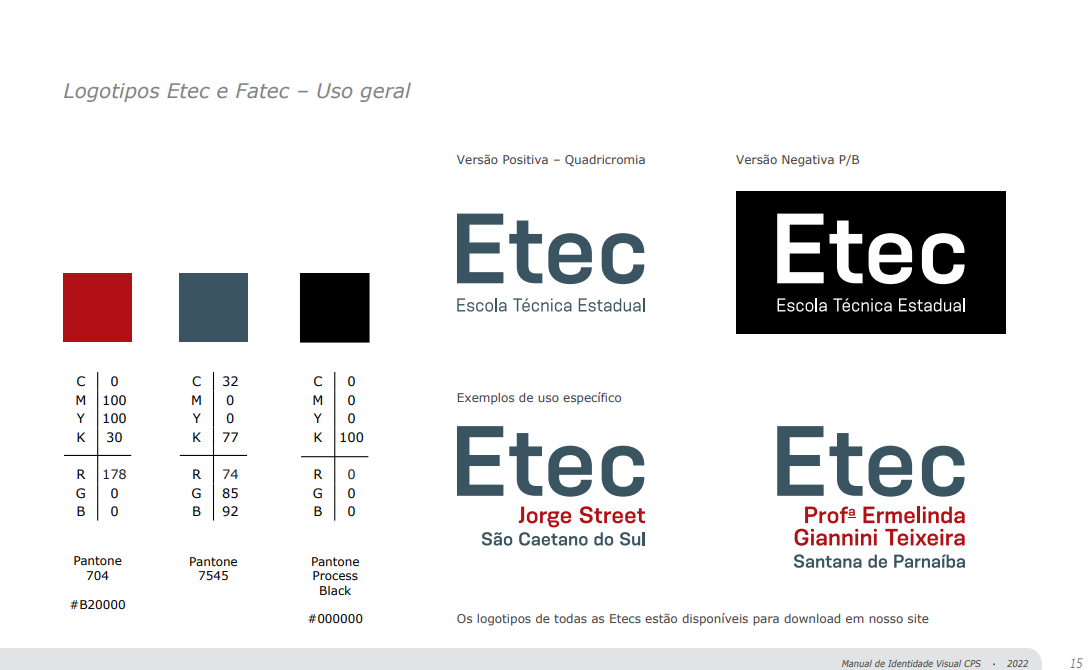 Logotipos Etec e Fatec – Uso geral
Versão Positiva – Quadricromia
Versão Negativa P/B
Etec
Escola Técnica Estadual
Etec
Escola Técnica Estadual
C 0
M 100
Y 100
K 30
R 178
G 0
B 0
Pantone
704
#B20000
C 32
M 0
Y 0
K 77
R 74
G 85
B 92
Pantone
7545
C 0
M 0
Y 0
K 100
R 0
G 0
B 0
Pantone
Process
Black
#000000
Exemplos de uso específico
Etec
Jorge Street
São Caetano do Sul
Etec
Profª Ermelinda
Giannini Teixeira
Santana de Parnaíba
Os logotipos de todas as Etecs estão disponíveis para download em nosso site
Manual de Identidade Visual CPS • 2022 15